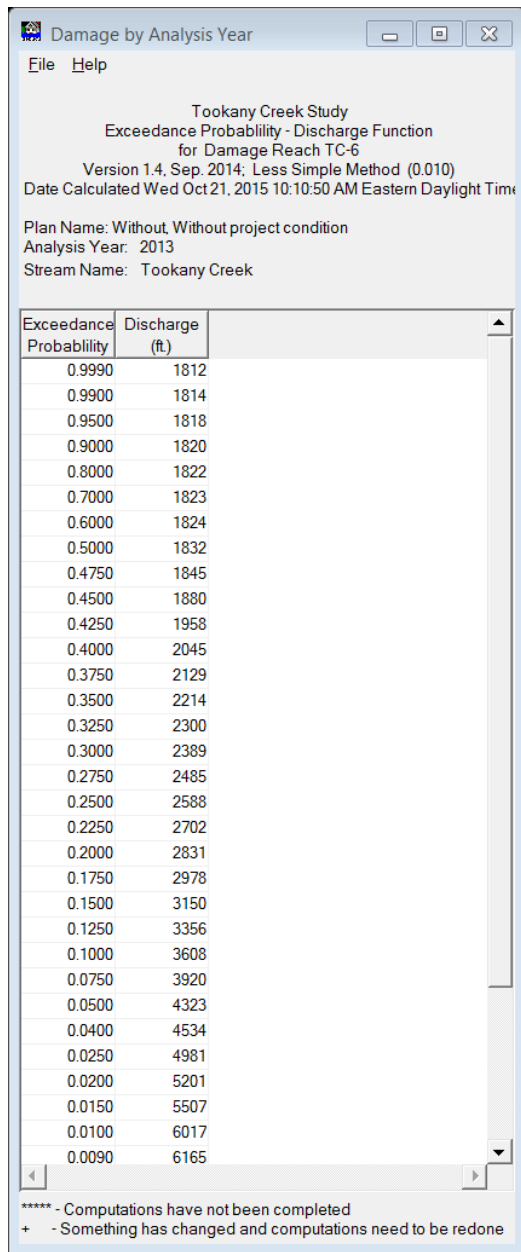 Damage by Analysis Year
File Help
Tookany Creek Study
Exceedance Probablility - Discharge Function
for Damage Reach TC-6
Version 1.4, Sep. 2014; Less Simple Method (0.010)
Date Calculated Wed Oct 21, 2015 10:10:50 AM Eastern Daylight Time
Plan Name: Without, Without project condition
Analysis Year: 2013
Stream Name: Tookany Creek
Exceedance Discharge
Probablility (ft.)
0.9990 1812
0.9900 1814
0.9500 1818
0.9000 1820
0.8000 1822
0.7000 1823
0.6000 1824
0.5000 1832
0.4750 1845
0.4500 1880
0.4250 1958
0.4000 2045
0.3750 2129
0.3500 2214
0.3250 2300
0.3000 2389
0.2750 2485
0.2500 2588
0.2250 2702
0.2000 2831
0.1750 2978
0.1500 3150
0.1250 3356
0.1000 3608
0.0750 3920
0.0500 4323
0.0400 4534
0.0250 4981
0.0200 5201
0.0150 5507
0.0100 6017
0.0090 6165
***** - Computations have not been completed
+ - Something has changed and computations need to be redone